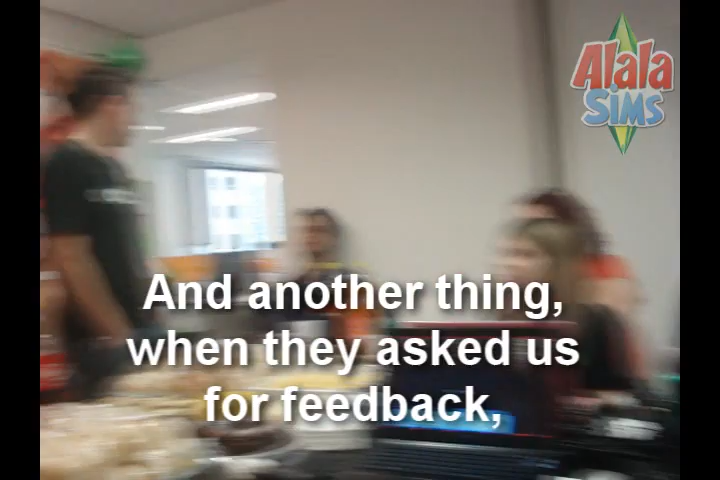 Alala
SiMS
And another thing,
when they asked us
for feedback,